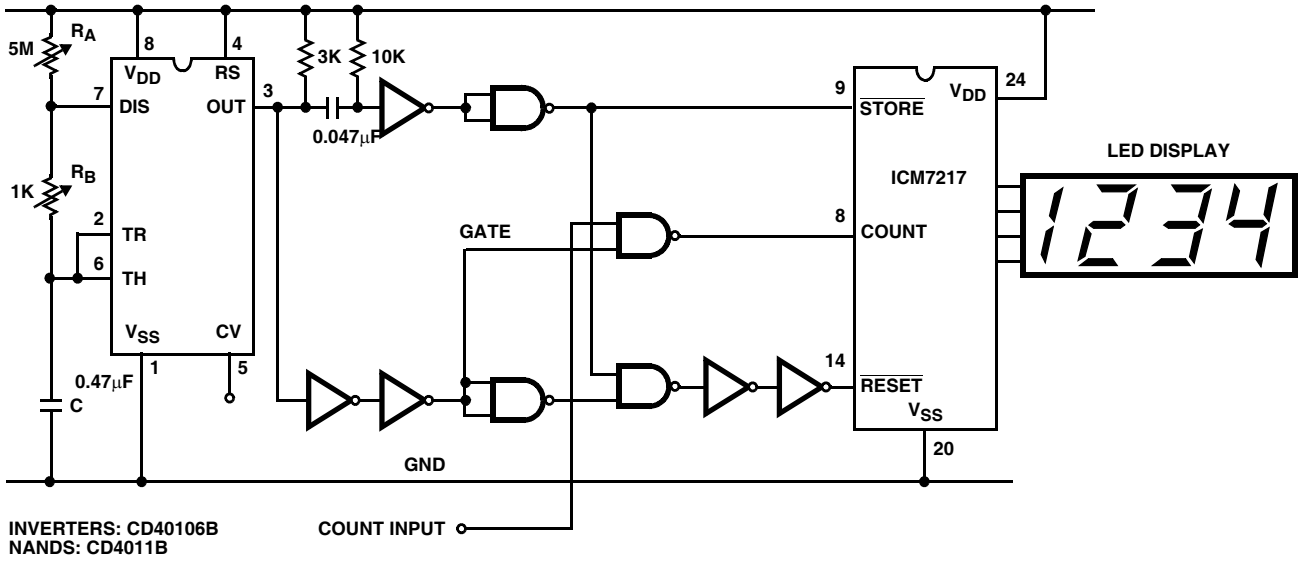 5M
RA
8
4
VDD
RS
3K
10K
7
DIS
3
OUT
0.047μF
9
STORE
VDD
24
ICM7217
LED DISPLAY
1234
1K
RB
2
TR
6
TH
GATE
8
COUNT
VSS
CV
1
5
0.47μF
C
14
RESET
VSS
20
GND
INVERTERS: CD40106B
NANDS: CD4011B
COUNT INPUT